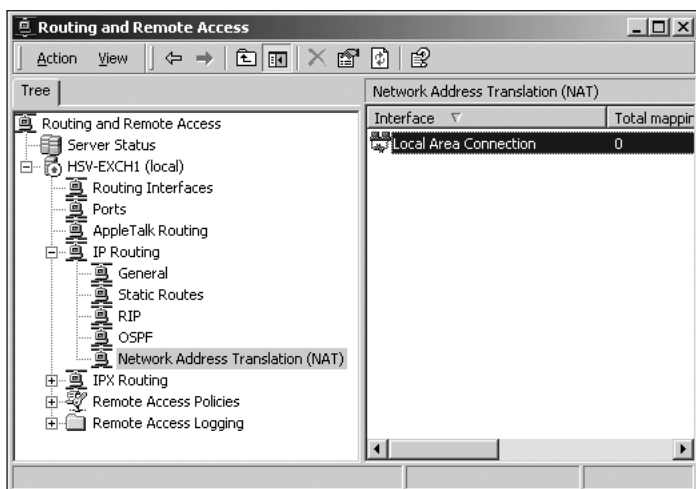 Routing and Remote Access
Action View
Tree
Routing and Remote Access
Server Status
HSV-EXCH1 (local)
Routing Interfaces
Ports
AppleTalk Routing
IP Routing
General
Static Routes
RIP
OSPF
Network Address Translation (NAT)
IPX Routing
Remote Access Policies
Remote Access Logging
Network Address Translation (NAT)
Interface Total mappin
Local Area Connection 0